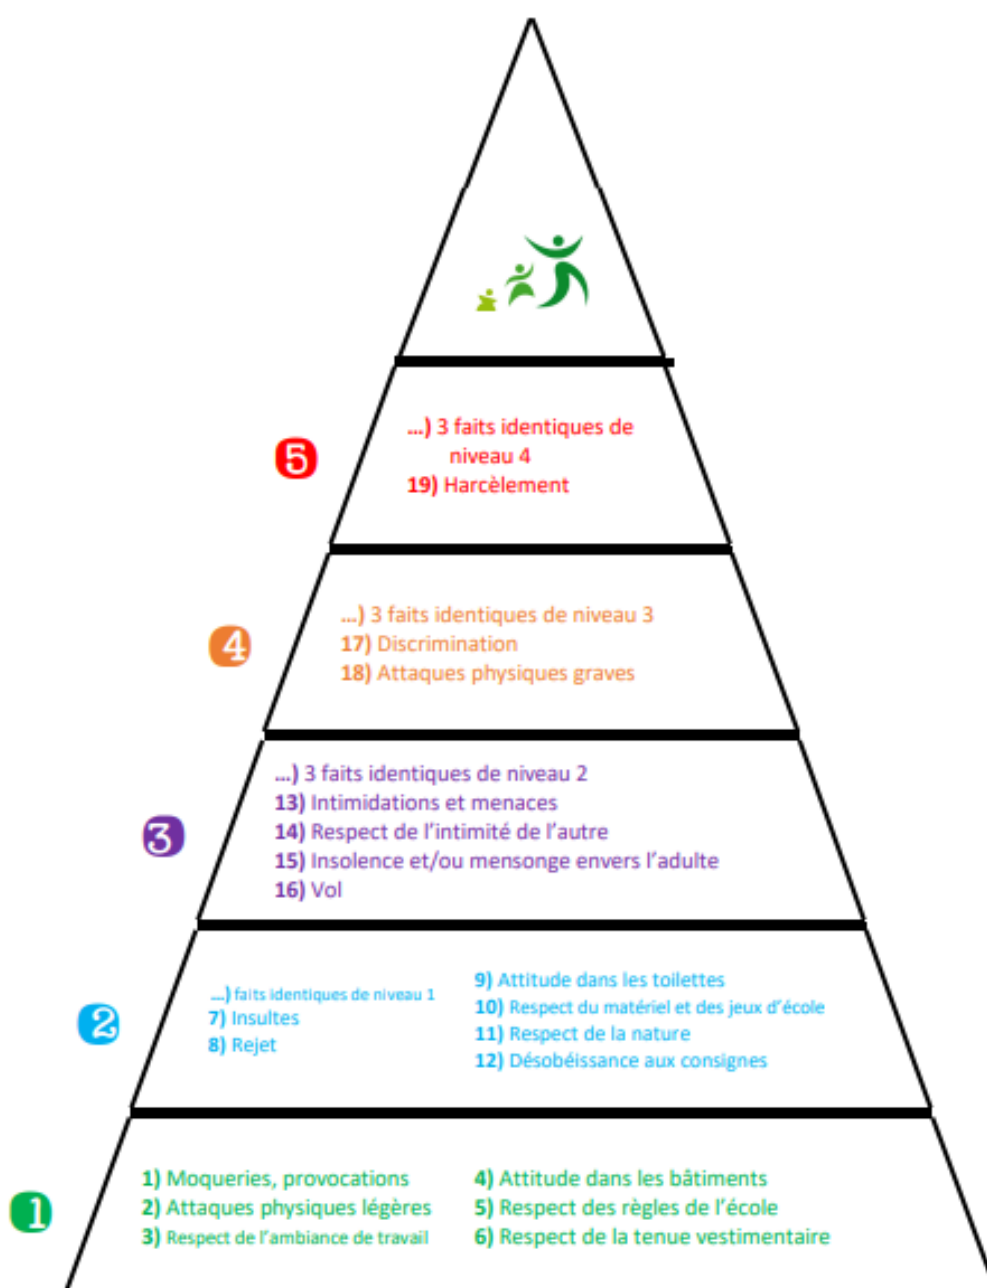 5
...) 3 faits identiques de
niveau 4
19) Harcèlement
4
...) 3 faits identiques de niveau 3
17) Discrimination
18) Attaques physiques graves
3
...) 3 faits identiques de niveau 2
13) Intimidations et menaces
14) Respect de l'intimité de l'autre
15) Insolence et/ou mensonge envers l'adulte
16) Vol
2
...) faits identiques de niveau 1
7) Insultes
8) Rejet
9) Attitude dans les toilettes
10) Respect du matériel et des jeux d'école
11) Respect de la nature
12) Désobéissance aux consignes
1
1) Moqueries, provocations
2) Attaques physiques légères
3) Respect de l'ambiance de travail
4) Attitude dans les bâtiments
5) Respect des règles de l'école
6) Respect de la tenue vestimentaire